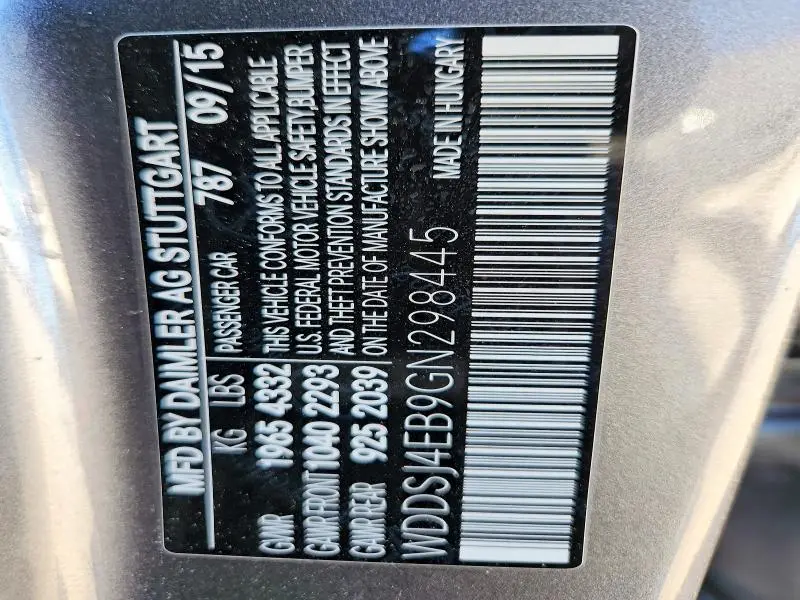 MFD BY DAIMLER AG STUTTGART
KG LBS PASSENGER CAR 787 09/15
GWR 1965 4332 THIS VEHICLE CONFORMS TO ALL APPLICABLE
GAWR FRONT 1040 2293 U.S. FEDERAL MOTOR VEHICLE SAFETY, BUMPER
GAWR REAR 925 2039 AND THEFT PREVENTION STANDARDS IN EFFECT
ON THE DATE OF MANUFACTURE SHOWN ABOVE
WDDSJ4EB9GN298445 MADE IN HUNGARY